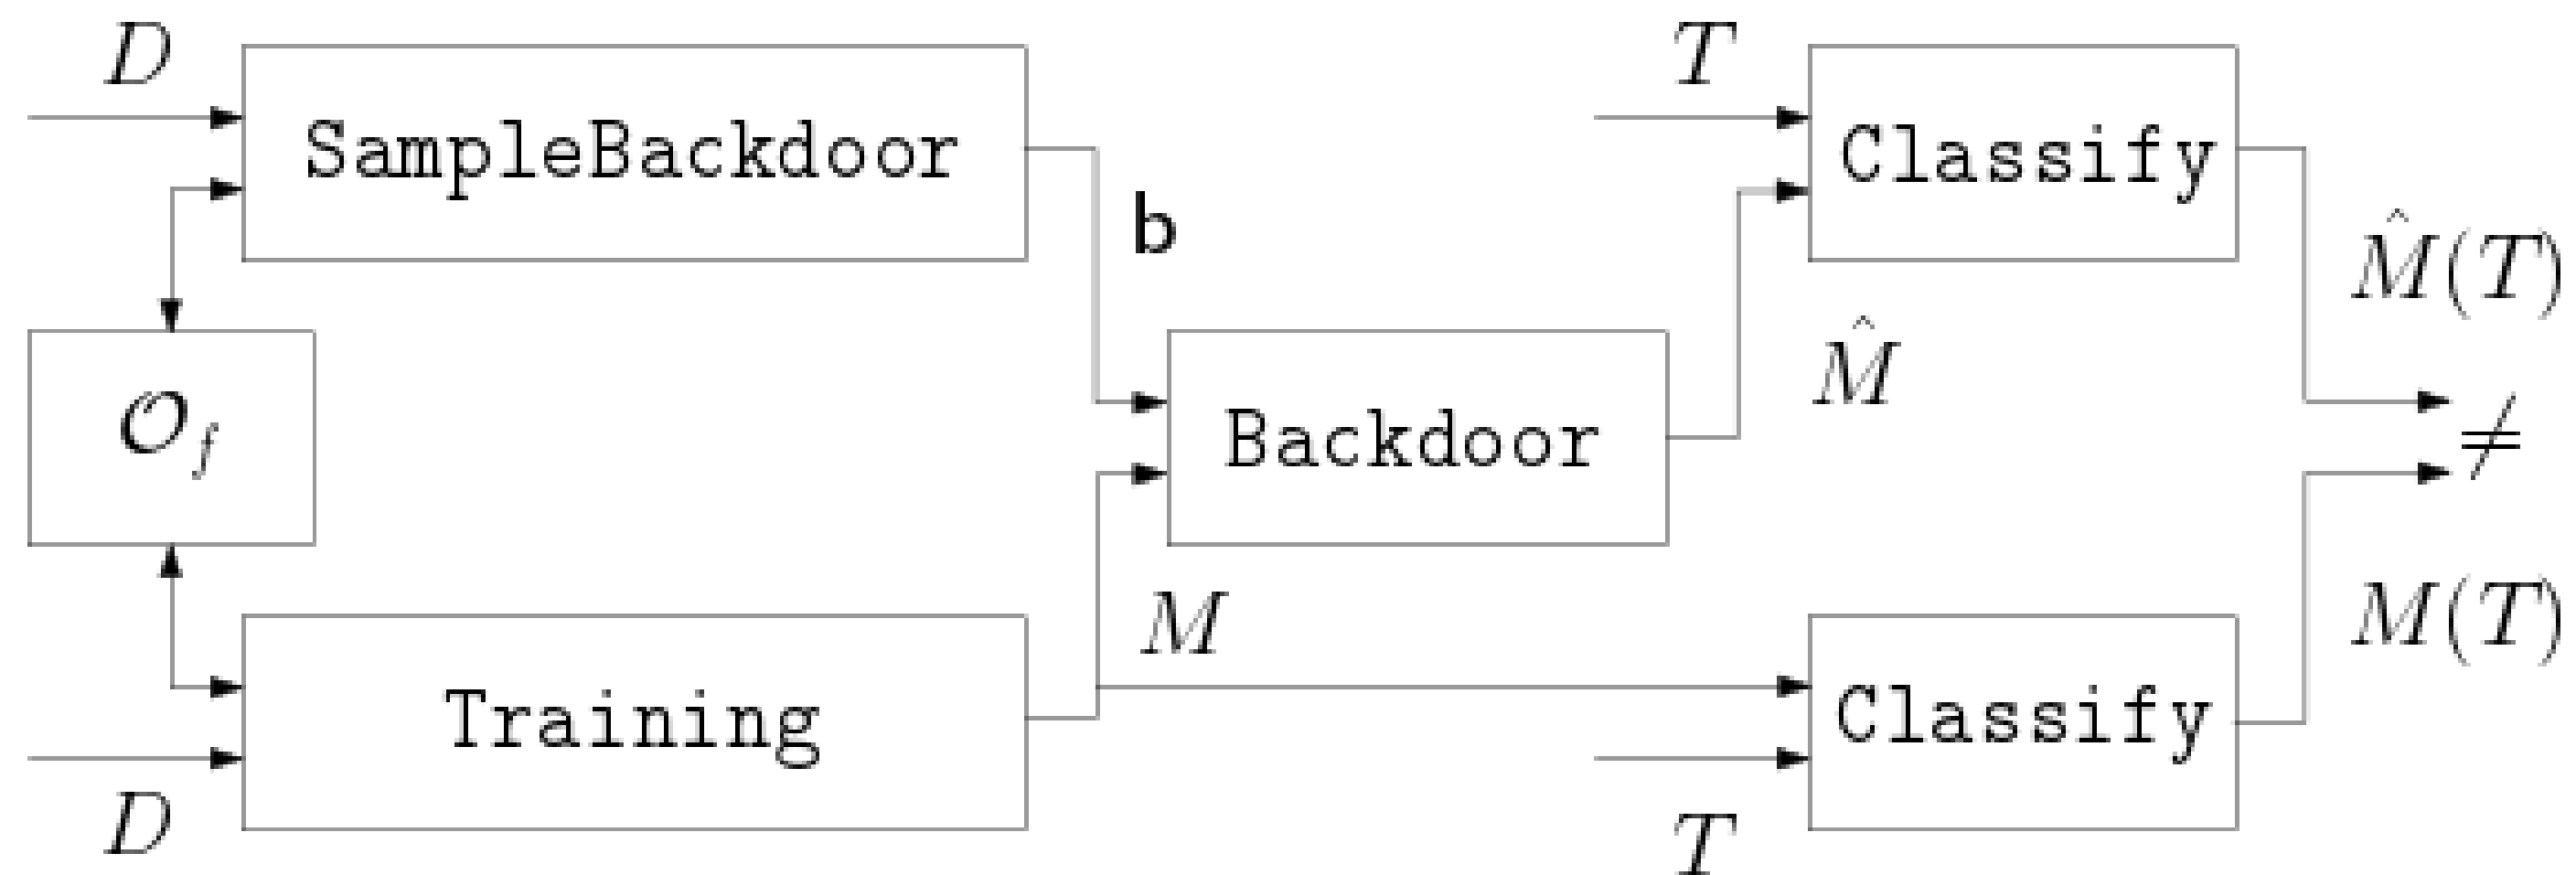 D
T
SampleBackdoor
Classify
b
M̂(T)
M̂
𝒪_f
Backdoor
≠
M
M(T)
Training
Classify
D
T